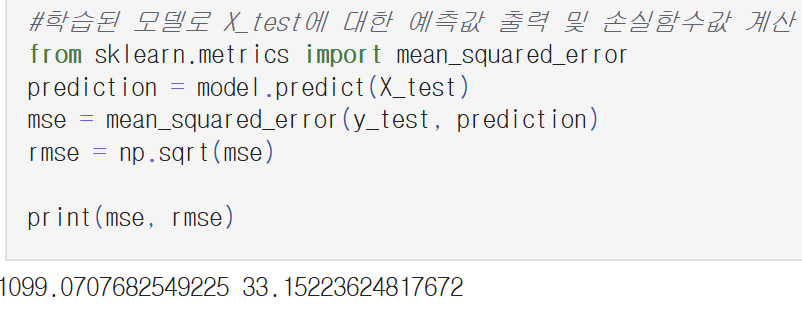 #학습된 모델로 X_test에 대한 예측값 출력 및 손실함수값 계산
from sklearn.metrics import mean_squared_error
prediction = model.predict(X_test)
mse = mean_squared_error(y_test, prediction)
rmse = np.sqrt(mse)
print(mse, rmse)
1099.0707682549225 33.15223624817672